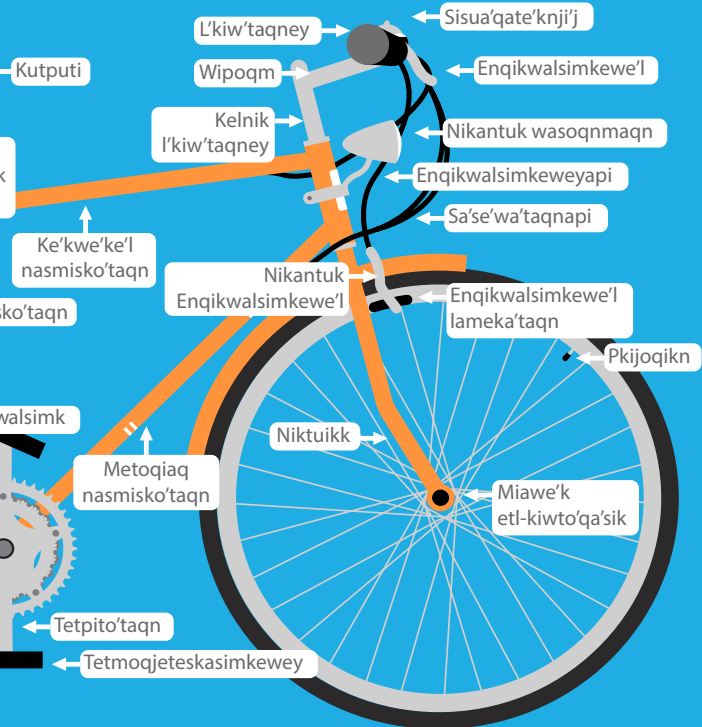 L’kiw’taqney
Sisua’qate’knji’j
Kutputi
Wipoqm
Enqikwalsimkewe’l
Kelnik
l’kiw’taqney
Nikantuk wasoqnmaqn
k
Enqikwalsimkeweyapi
Sa’se’wa’taqnapi
Ke’kwe’ke’l
nasmisko’taqn
Nikantuk
Enqikwalsimkewe’l
Enqikwalsimkewe’l
lameka’taqn
sko’taqn
Pkijoqikn
walsimk
Niktuikk
Metoqiaq
nasmisko’taqn
Miawe’k
etl-kiwto’qa’sik
Tetpito’taqn
Tetmoqjeteskasimkewey